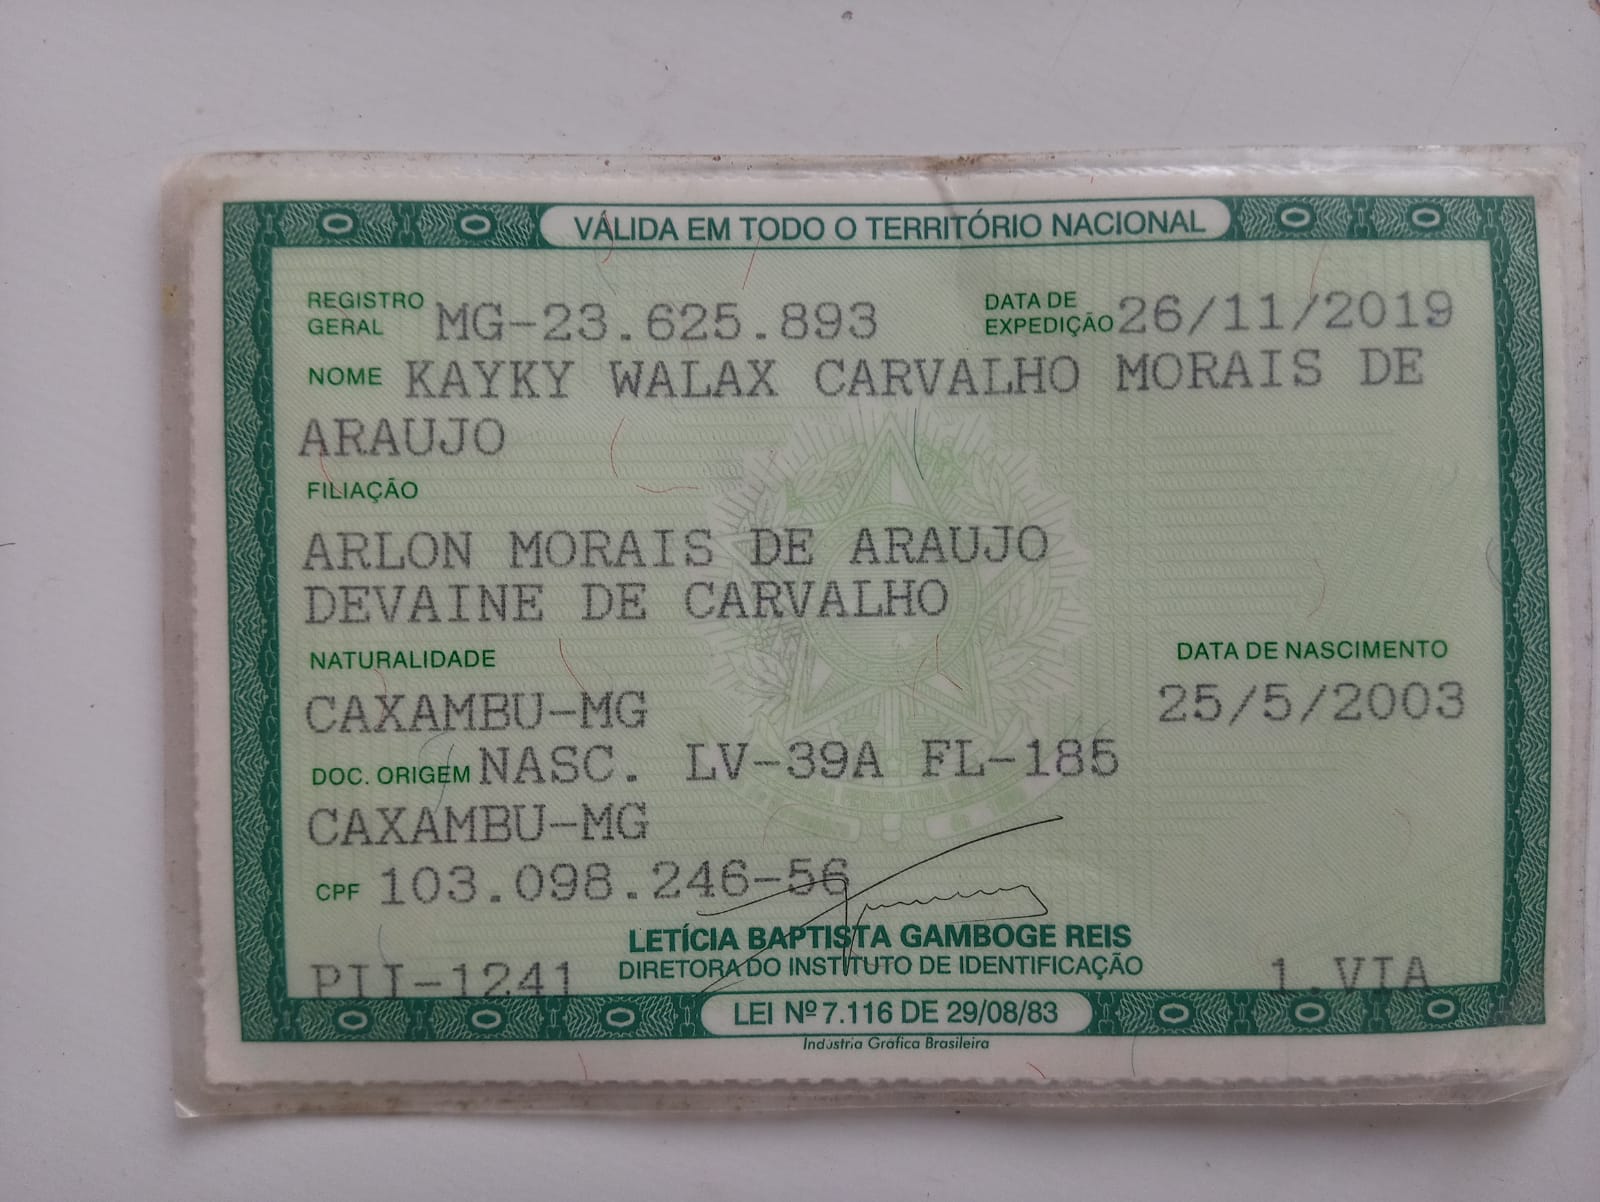 VÁLIDA EM TODO O TERRITÓRIO NACIONAL
REGISTRO GERAL MG-23.625.893 DATA DE EXPEDIÇÃO 26/11/2019
NOME KAYKY WALAX CARVALHO MORAIS DE
ARAUJO
FILIAÇÃO
ARLON MORAIS DE ARAUJO
DEVAINE DE CARVALHO
NATURALIDADE DATA DE NASCIMENTO
CAXAMBU-MG 25/5/2003
DOC. ORIGEM NASC. LV-39A FL-185
CAXAMBU-MG
CPF 103.098.246-56
LETÍCIA BAPTISTA GAMBOGE REIS
DIRETORA DO INSTITUTO DE IDENTIFICAÇÃO
PII-1241 1.VIA
LEI Nº 7.116 DE 29/08/83
Indústria Gráfica Brasileira